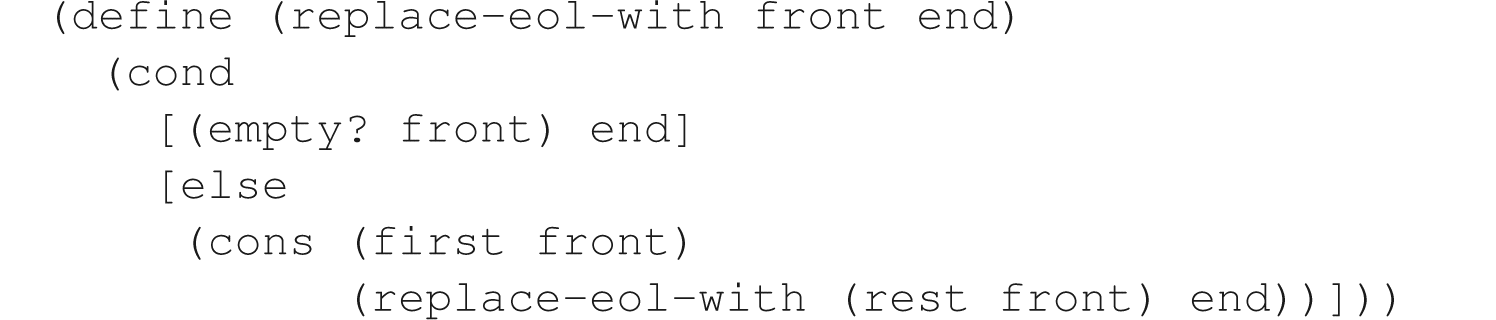 (define (replace-eol-with front end)
  (cond
    [(empty? front) end]
    [else
     (cons (first front)
           (replace-eol-with (rest front) end))]))